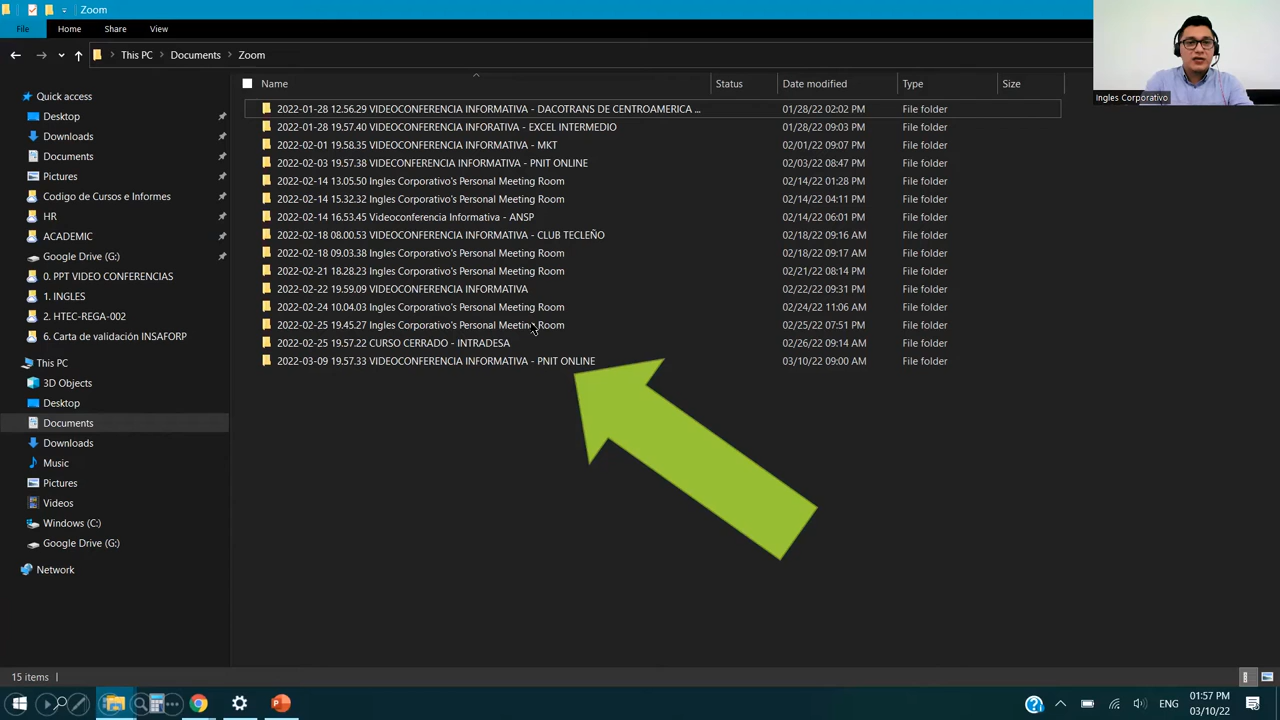 Zoom
File Home Share View
This PC Documents Zoom
Ingles Corporativo
Name Status Date modified Type Size
Quick access
Desktop
Downloads
Documents
Pictures
Codigo de Cursos e Informes
HR
ACADEMIC
Google Drive (G:)
0. PPT VIDEO CONFERENCIAS
1. INGLES
2. HTEC-REGA-002
6. Carta de validación INSAFORP
This PC
3D Objects
Desktop
Documents
Downloads
Music
Pictures
Videos
Windows (C:)
Google Drive (G:)
Network
2022-01-28 12.56.29 VIDEOCONFERENCIA INFORMATIVA - DACOTRANS DE CENTROAMERICA ... 01/28/22 02:02 PM File folder
2022-01-28 19.57.40 VIDEOCONFERENCIA INFORATIVA - EXCEL INTERMEDIO 01/28/22 09:03 PM File folder
2022-02-01 19.58.35 VIDEOCONFERENCIA INFORMATIVA - MKT 02/01/22 09:07 PM File folder
2022-02-03 19.57.38 VIDECONFERENCIA INFORMATIVA - PNIT ONLINE 02/03/22 08:47 PM File folder
2022-02-14 13.05.50 Ingles Corporativo's Personal Meeting Room 02/14/22 01:28 PM File folder
2022-02-14 15.32.32 Ingles Corporativo's Personal Meeting Room 02/14/22 04:11 PM File folder
2022-02-14 16.53.45 Videoconferencia Informativa - ANSP 02/14/22 06:01 PM File folder
2022-02-18 08.00.53 VIDEOCONFERENCIA INFORMATIVA - CLUB TECLEÑO 02/18/22 09:16 AM File folder
2022-02-18 09.03.38 Ingles Corporativo's Personal Meeting Room 02/18/22 09:17 AM File folder
2022-02-21 18.28.23 Ingles Corporativo's Personal Meeting Room 02/21/22 08:14 PM File folder
2022-02-22 19.59.09 VIDEOCONFERENCIA INFORMATIVA 02/22/22 09:31 PM File folder
2022-02-24 10.04.03 Ingles Corporativo's Personal Meeting Room 02/24/22 11:06 AM File folder
2022-02-25 19.45.27 Ingles Corporativo's Personal Meeting Room 02/25/22 07:51 PM File folder
2022-02-25 19.57.22 CURSO CERRADO - INTRADESA 02/26/22 09:14 AM File folder
2022-03-09 19.57.33 VIDEOCONFERENCIA INFORMATIVA - PNIT ONLINE 03/10/22 09:00 AM File folder
15 items
ENG
01:57 PM
03/10/22